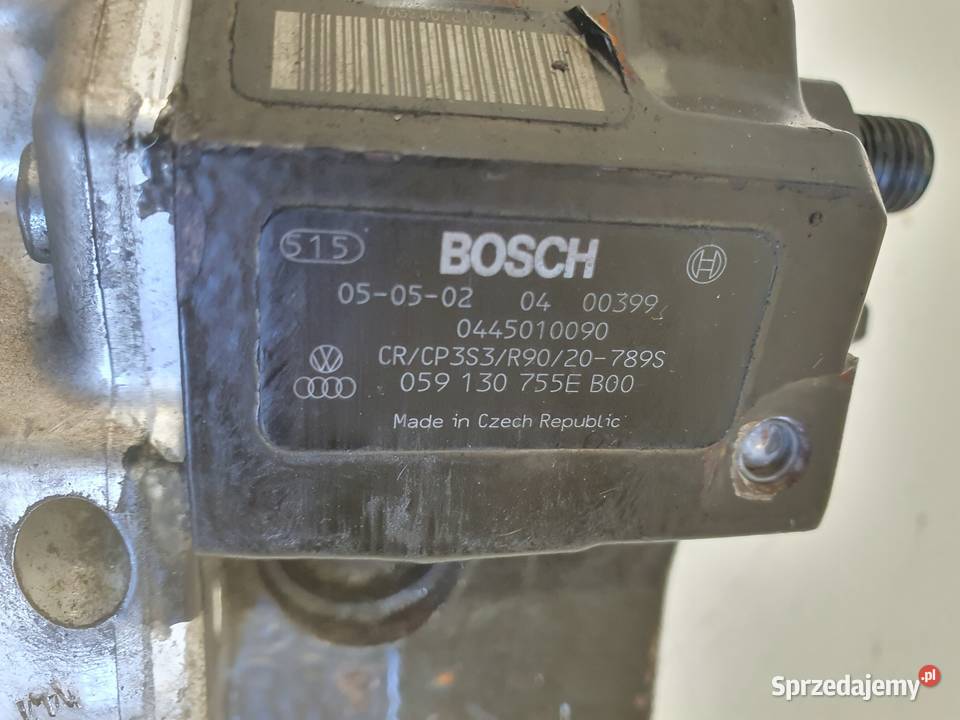 515 BOSCH
05-05-02 04 00399
0445010090
CR/CP3S3/R90/20-789S
059 130 755E B00
Made in Czech Republic
Sprzedajemy.pl